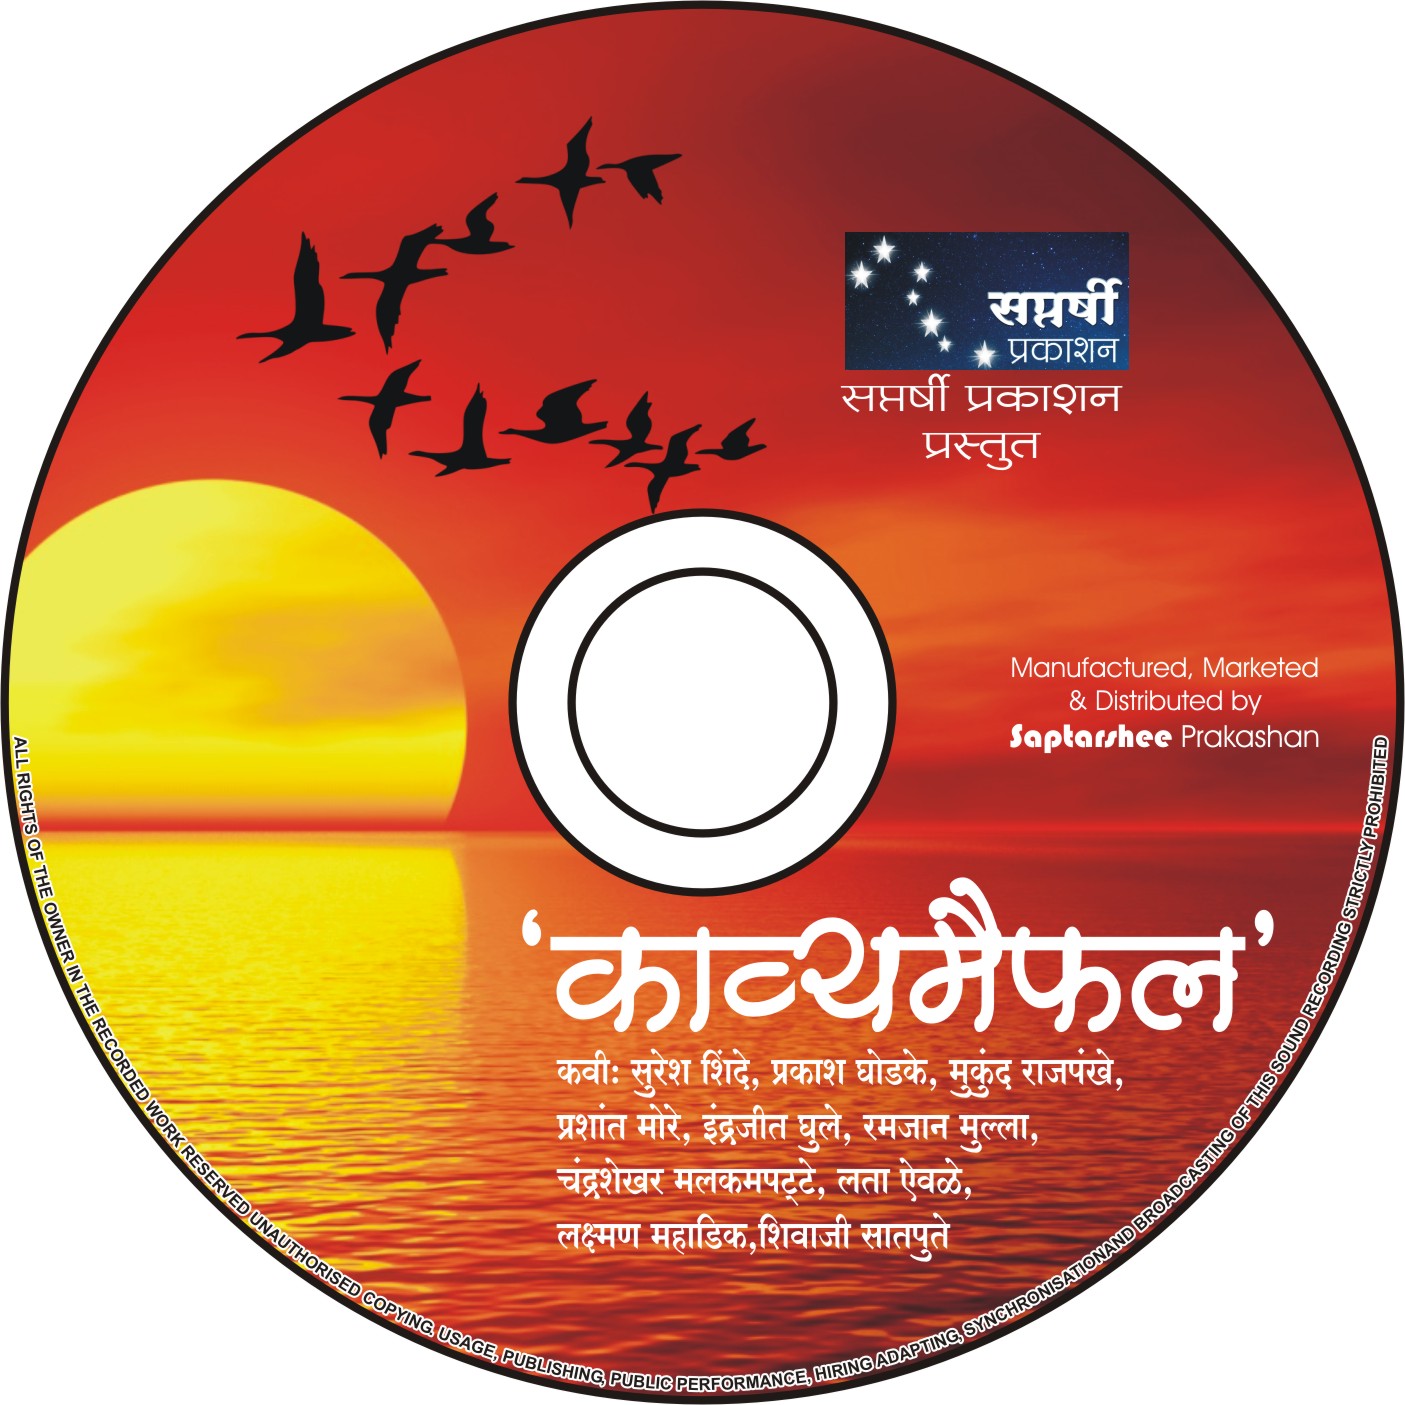 सप्तर्षी
प्रकाशन
सप्तर्षी प्रकाशन
प्रस्तुत
Manufactured, Marketed
& Distributed by
Saptarshee Prakashan
‘काव्यमैफल’
कवी: सुरेश शिंदे, प्रकाश घोडके, मुकुंद राजपंखे,
प्रशांत मोरे, इंद्रजीत घुले, रमजान मुल्ला,
चंद्रशेखर मलकमपट्टे, लता ऐवळे,
लक्ष्मण महाडिक,शिवाजी सातपुते
ALL RIGHTS OF THE OWNER IN THE RECORDED WORK RESERVED UNAUTHORISED COPYING. USAGE, PUBLISHING, PUBLIC PERFORMANCE, HIRING ADAPTING, SYNCHRONISATIONAND BROADCASTING OF THIS SOUND RECORDING STRICTLY PROHIBITED